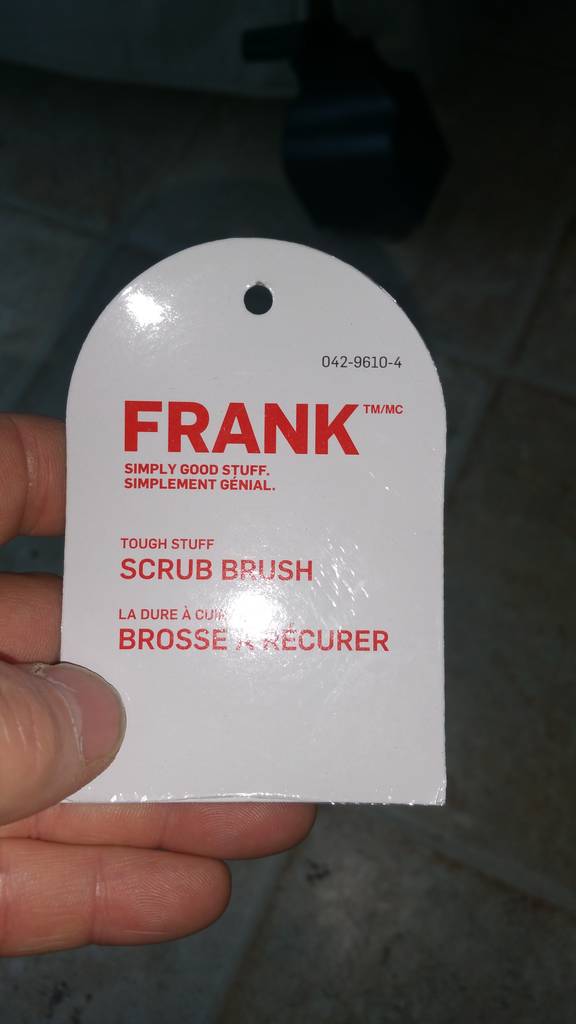 042-9610-4
FRANK TM/MC
SIMPLY GOOD STUFF.
SIMPLEMENT GÉNIAL.
TOUGH STUFF
SCRUB BRUSH
LA DURE À
BROSSE À RÉCURER